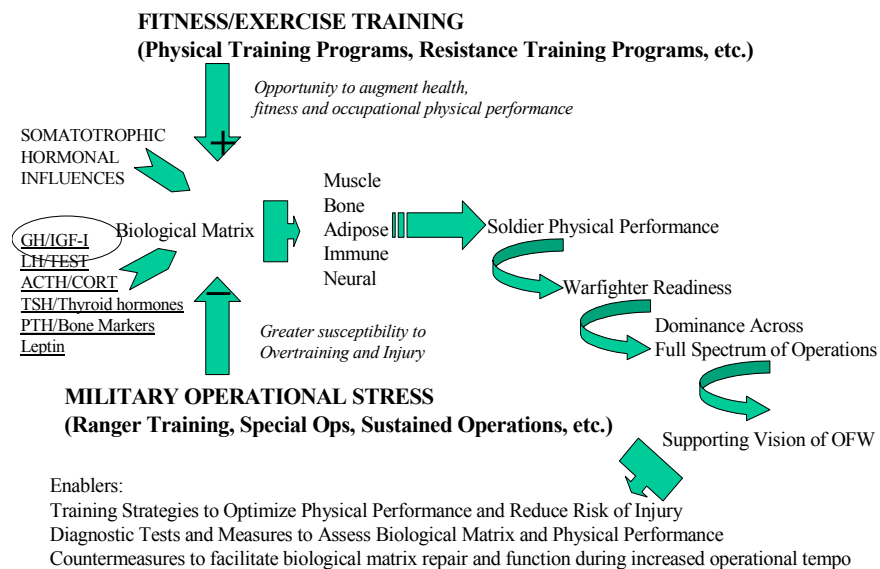 FITNESS/EXERCISE TRAINING
(Physical Training Programs, Resistance Training Programs, etc.)
Opportunity to augment health,
fitness and occupational physical performance
+
SOMATOTROPHIC
HORMONAL
INFLUENCES
Biological Matrix
GH/IGF-I
LH/TEST
ACTH/CORT
TSH/Thyroid hormones
PTH/Bone Markers
Leptin
Muscle
Bone
Adipose
Immune
Neural
Soldier Physical Performance
Warfighter Readiness
Dominance Across
Full Spectrum of Operations
Supporting Vision of OFW
−
Greater susceptibility to
Overtraining and Injury
MILITARY OPERATIONAL STRESS
(Ranger Training, Special Ops, Sustained Operations, etc.)
Enablers:
Training Strategies to Optimize Physical Performance and Reduce Risk of Injury
Diagnostic Tests and Measures to Assess Biological Matrix and Physical Performance
Countermeasures to facilitate biological matrix repair and function during increased operational tempo